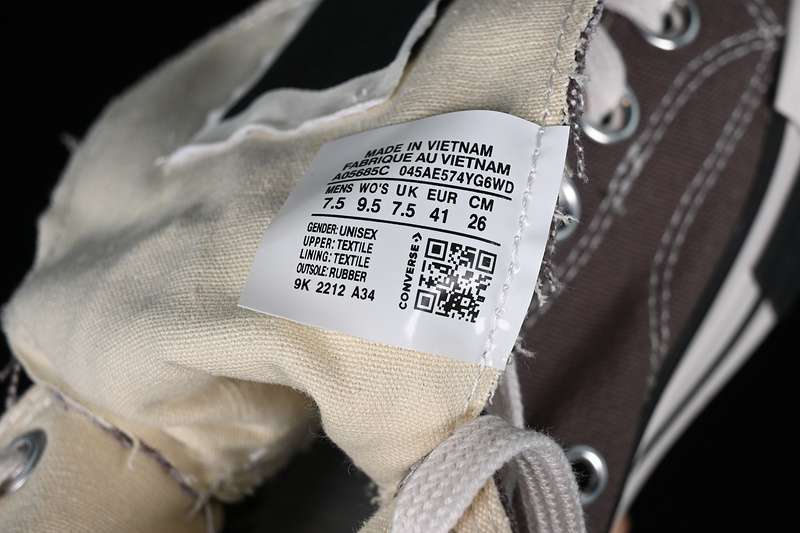 MADE IN VIETNAM
FABRIQUE AU VIETNAM
A05685C 045AE574YG6WD
MENS WO'S UK EUR CM
7.5 9.5 7.5 41 26
GENDER: UNISEX
UPPER: TEXTILE
LINING: TEXTILE
OUTSOLE: RUBBER
9K 2212 A34
CONVERSE